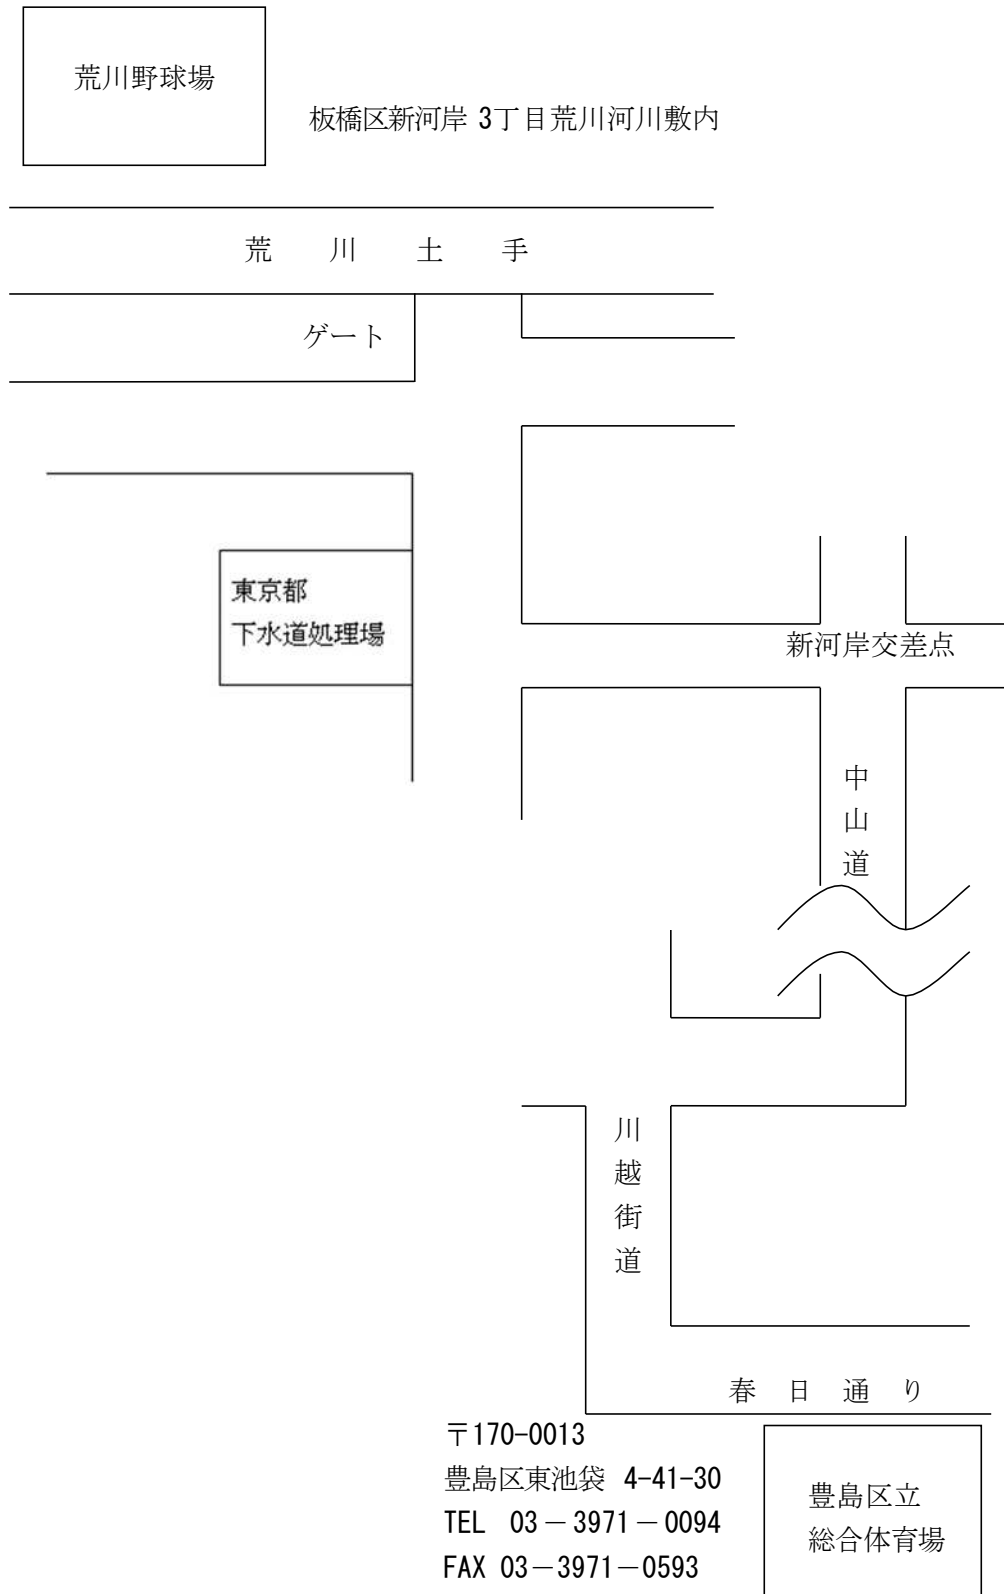 荒川野球場
板橋区新河岸 3丁目荒川河川敷内
荒川土手
ゲート
東京都
下水道処理場
新河岸交差点
中山道
川越街道
春日通り
〒170-0013
豊島区東池袋 4-41-30
TEL 03－3971－0094
FAX 03－3971－0593
豊島区立
総合体育場